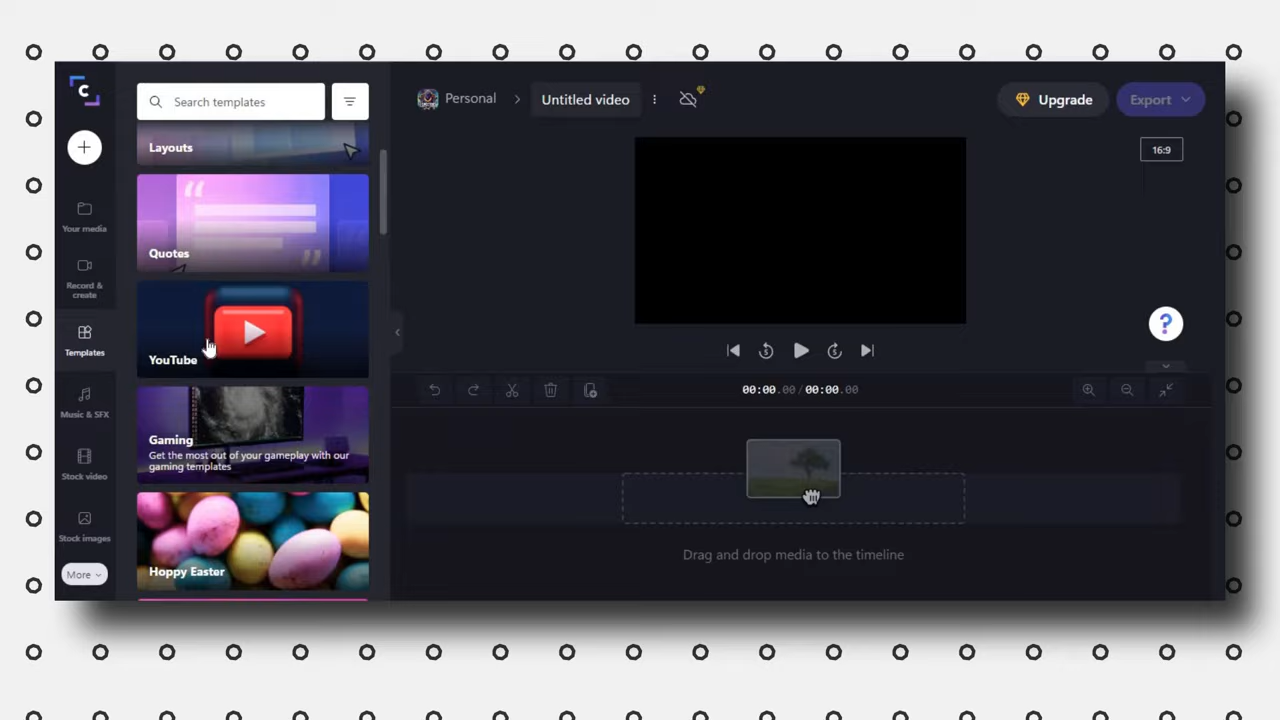 C
Search templates
Personal
Untitled video
Upgrade
Export
Layouts
16:9
Your media
Quotes
Record &
create
?
Templates
YouTube
5
5
00:00.00 / 00:00.00
Music & SFX
Gaming
Get the most out of your gameplay with our
gaming templates
Stock video
Stock images
Drag and drop media to the timeline
More
Hoppy Easter